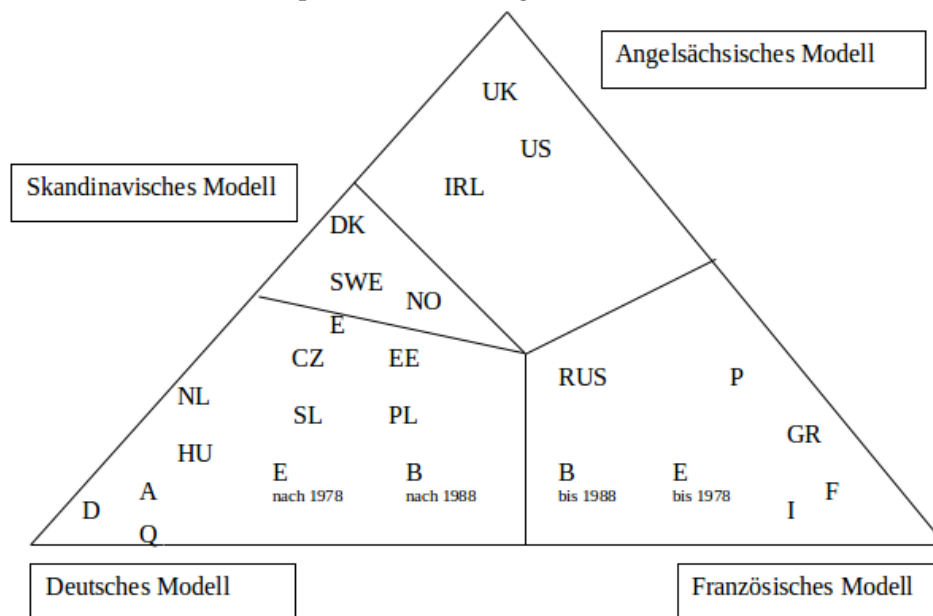 Angelsächsisches Modell
UK
US
Skandinavisches Modell
IRL
DK
SWE
NO
E
CZ EE
RUS P
NL
SL PL
GR
HU
E B B E
nach 1978 nach 1988 bis 1988 bis 1978
A F
D I
Q
Deutsches Modell
Französisches Modell